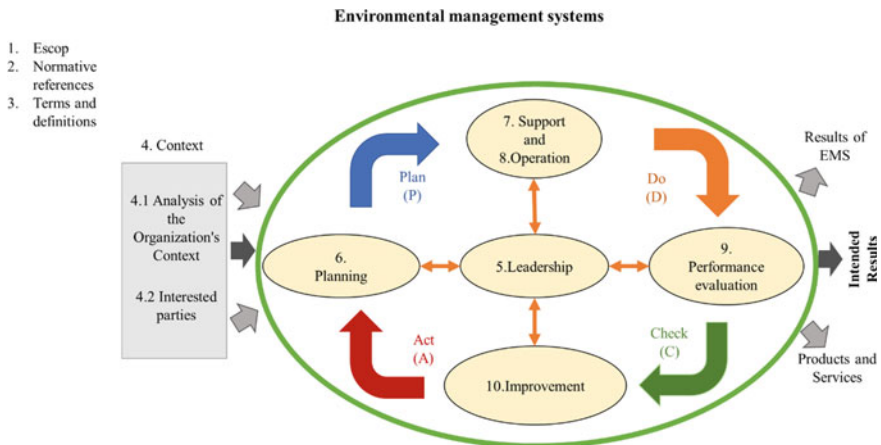 Environmental management systems
1. Escop
2. Normative
references
3. Terms and
definitions
4. Context
4.1 Analysis of
the
Organization's
Context
4.2 Interested
parties
Plan
(P)
7. Support
and
8.Operation
Do
(D)
6.
Planning
5.Leadership
9.
Performance
evaluation
Act
(A)
10.Improvement
Check
(C)
Results of
EMS
Intended
Results
Products and
Services